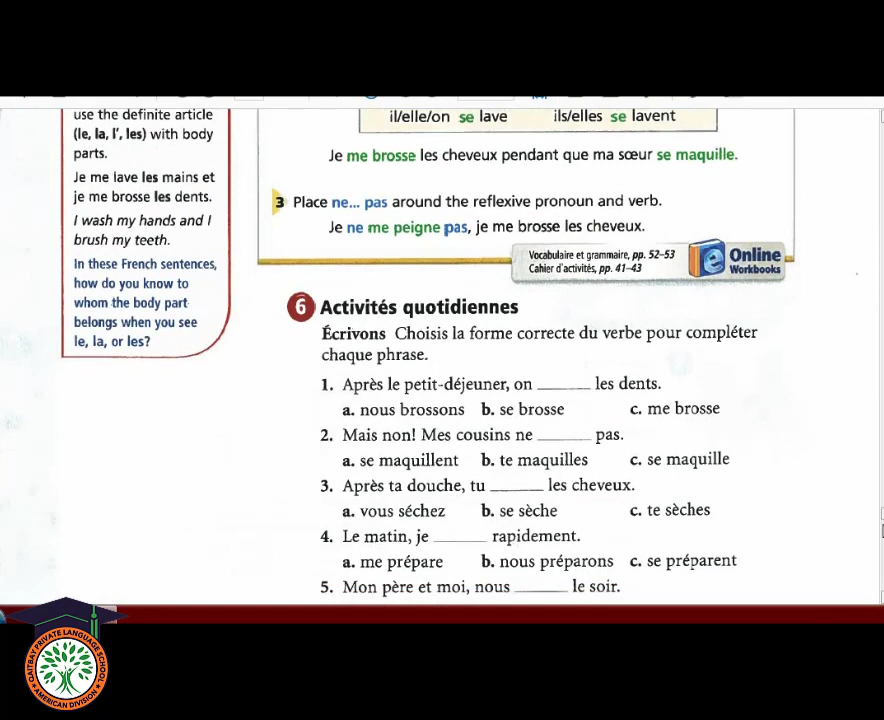 use the definite article
(le, la, l', les) with body
parts.
Je me lave les mains et
je me brosse les dents.
I wash my hands and I
brush my teeth.
In these French sentences,
how do you know to
whom the body part
belongs when you see
le, la, or les?
il/elle/on se lave ils/elles se lavent
Je me brosse les cheveux pendant que ma sœur se maquille.
3 Place ne... pas around the reflexive pronoun and verb.
Je ne me peigne pas, je me brosse les cheveux.
Vocabulaire et grammaire, pp. 52–53
Cahier d'activités, pp. 41–43
Online
Workbooks
6 Activités quotidiennes
Écrivons Choisis la forme correcte du verbe pour compléter
chaque phrase.
1. Après le petit-déjeuner, on ______ les dents.
a. nous brossons b. se brosse c. me brosse
2. Mais non! Mes cousins ne ______ pas.
a. se maquillent b. te maquilles c. se maquille
3. Après ta douche, tu ______ les cheveux.
a. vous séchez b. se sèche c. te sèches
4. Le matin, je ______ rapidement.
a. me prépare b. nous préparons c. se préparent
5. Mon père et moi, nous ______ le soir.
QAITBAY PRIVATE LANGUAGE SCHOOL
AMERICAN DIVISION